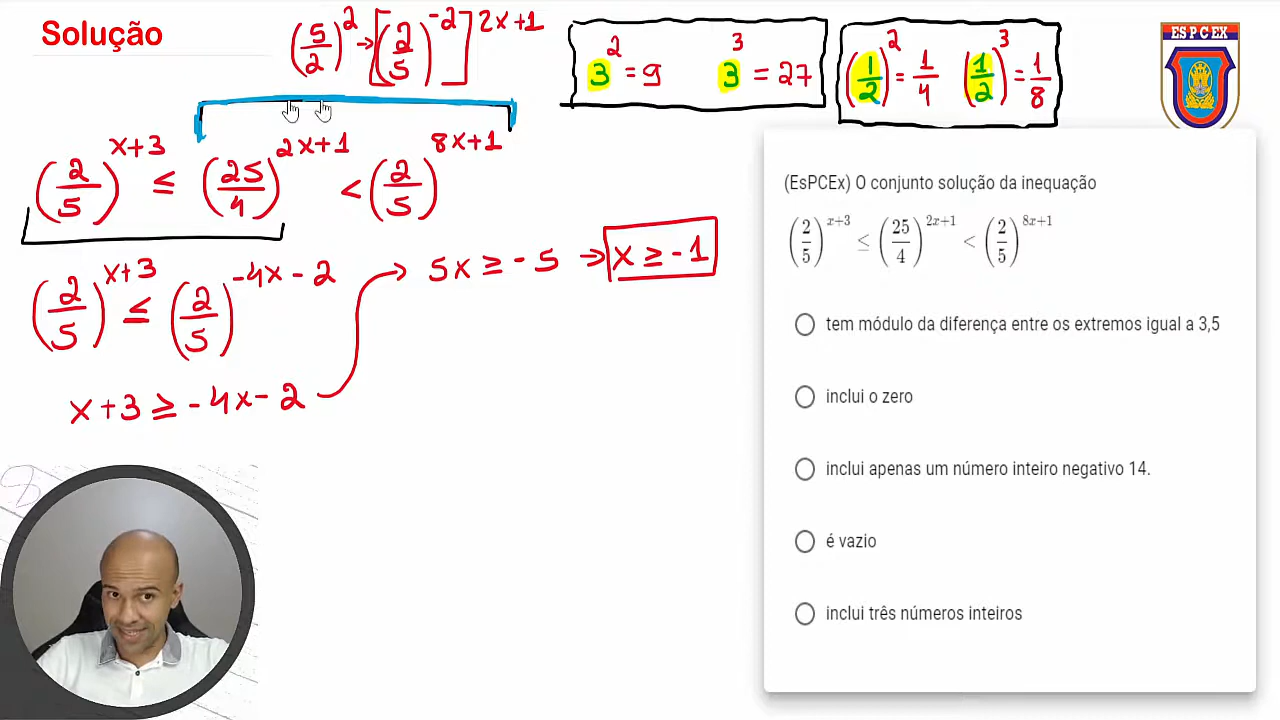 Solução
(5/2)^2 → [(2/5)^-2]^2x+1
3^2 = 9 3^3 = 27
(1/2)^2 = 1/4 (1/2)^3 = 1/8
ESPCEX
(2/5)^x+3 ≤ (25/4)^2x+1 < (2/5)^8x+1
(2/5)^x+3 ≤ (2/5)^-4x-2
x+3 ≥ -4x-2
5x ≥ -5 → x ≥ -1
(EsPCEx) O conjunto solução da inequação
(2/5)^x+3 ≤ (25/4)^2x+1 < (2/5)^8x+1
tem módulo da diferença entre os extremos igual a 3,5
inclui o zero
inclui apenas um número inteiro negativo 14.
é vazio
inclui três números inteiros